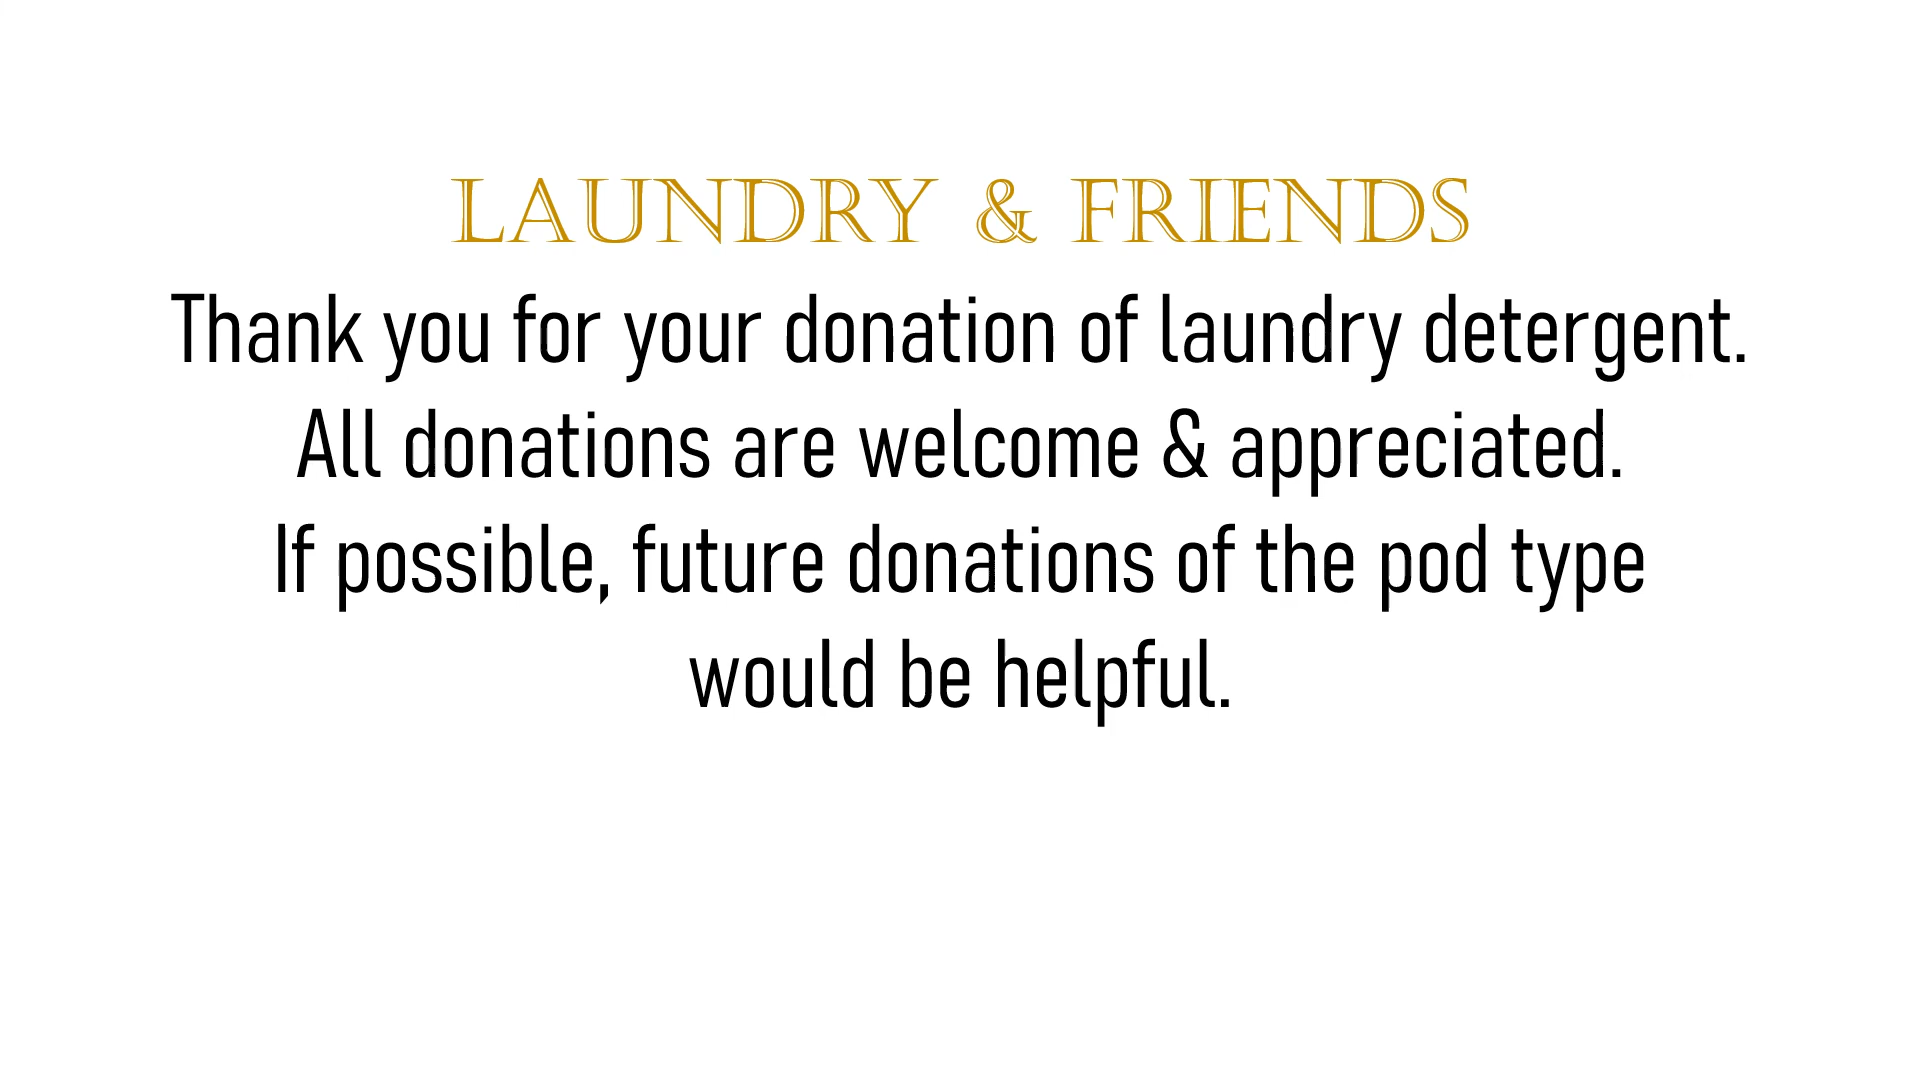 LAUNDRY & FRIENDS
Thank you for your donation of laundry detergent.
All donations are welcome & appreciated.
If possible, future donations of the pod type
would be helpful.